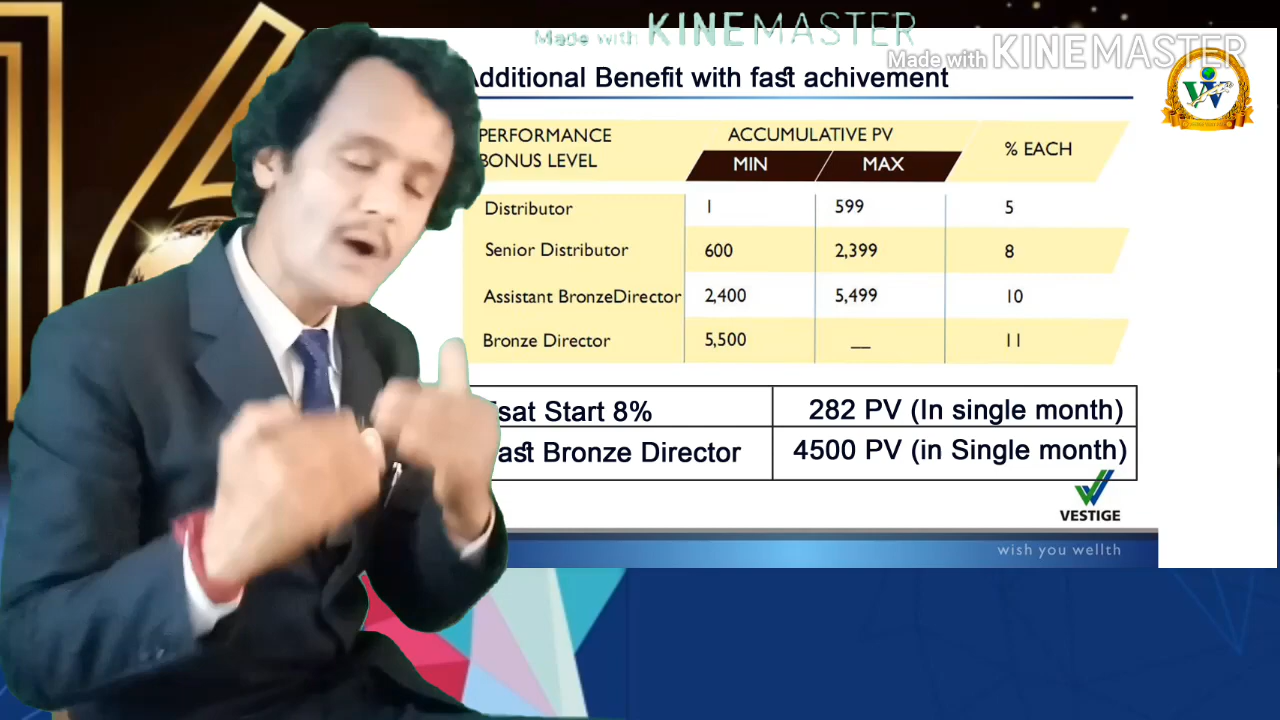 Made with KINEMASTER
Made with KINEMASTER
Additional Benefit with fast achivement
PERFORMANCE
BONUS LEVEL
ACCUMULATIVE PV
MIN MAX
% EACH
Distributor 1 599 5
Senior Distributor 600 2,399 8
Assistant BronzeDirector 2,400 5,499 10
Bronze Director 5,500 __ 11
Fsat Start 8% 282 PV (In single month)
Fast Bronze Director 4500 PV (in Single month)
VESTIGE
wish you wellth